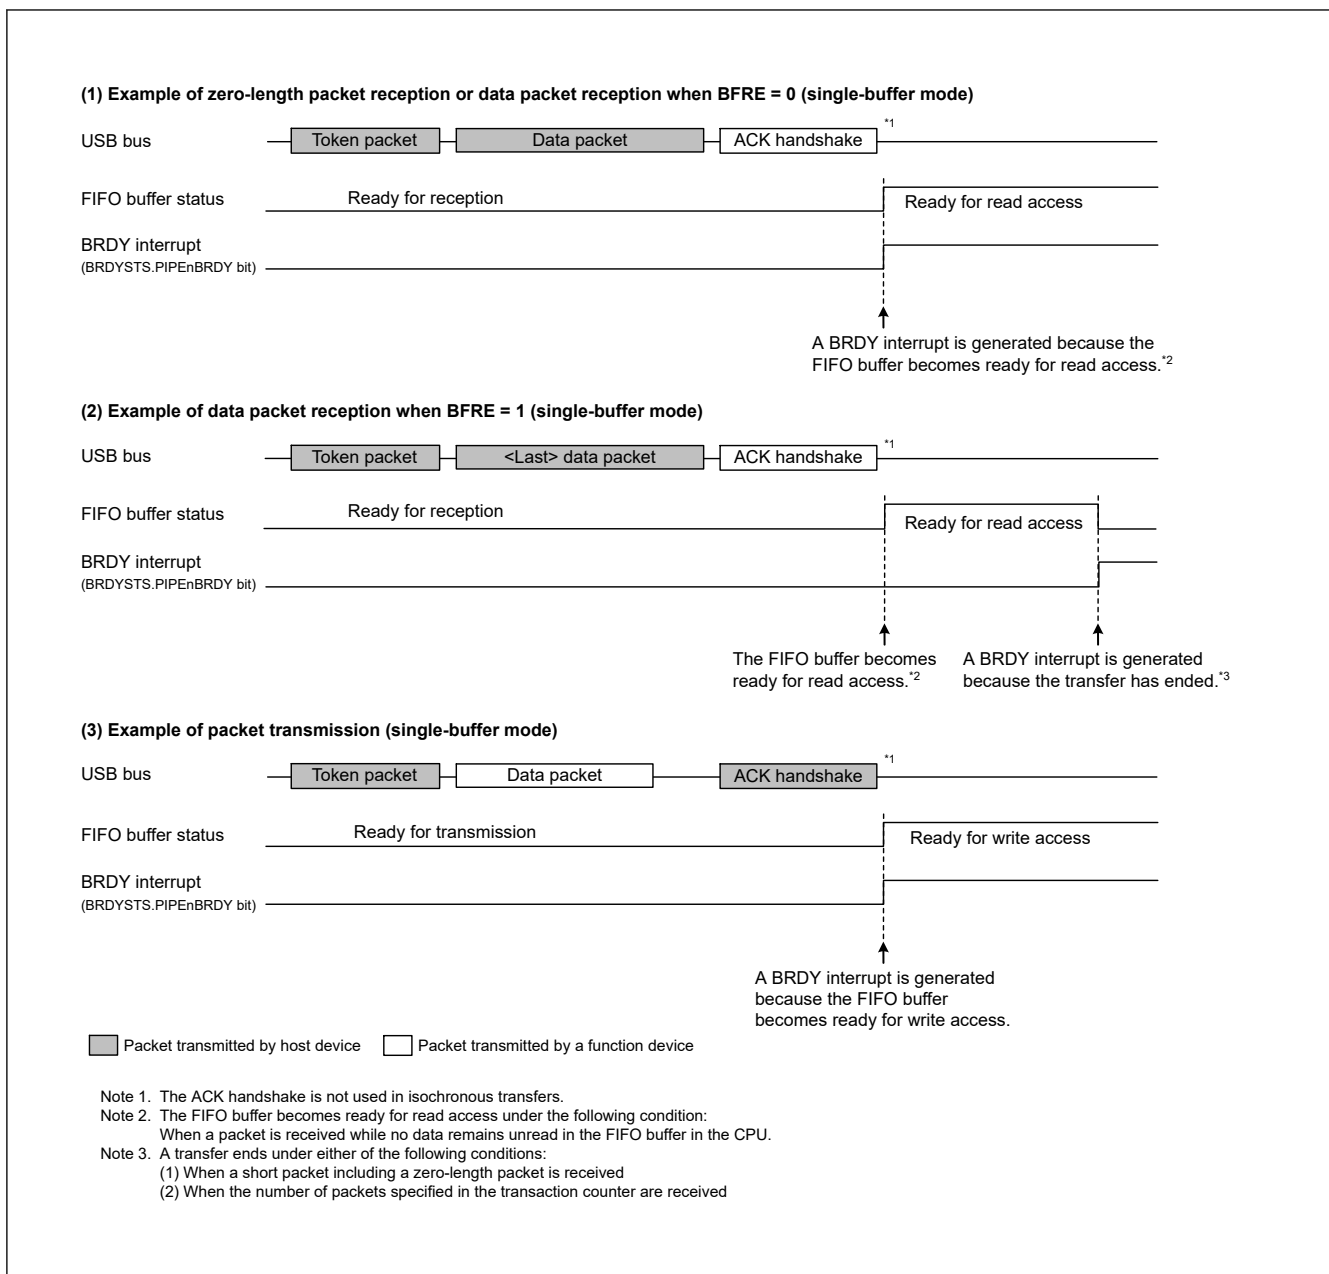 (1) Example of zero-length packet reception or data packet reception when BFRE = 0 (single-buffer mode)
*1
USB bus
Token packet
Data packet
ACK handshake
FIFO buffer status
Ready for reception
Ready for read access
BRDY interrupt
(BRDYSTS.PIPEnBRDY bit)
A BRDY interrupt is generated because the
FIFO buffer becomes ready for read access.*2
(2) Example of data packet reception when BFRE = 1 (single-buffer mode)
*1
USB bus
Token packet
<Last> data packet
ACK handshake
FIFO buffer status
Ready for reception
Ready for read access
BRDY interrupt
(BRDYSTS.PIPEnBRDY bit)
The FIFO buffer becomes
ready for read access.*2
A BRDY interrupt is generated
because the transfer has ended.*3
(3) Example of packet transmission (single-buffer mode)
*1
USB bus
Token packet
Data packet
ACK handshake
FIFO buffer status
Ready for transmission
Ready for write access
BRDY interrupt
(BRDYSTS.PIPEnBRDY bit)
A BRDY interrupt is generated
because the FIFO buffer
becomes ready for write access.
Packet transmitted by host device
Packet transmitted by a function device
Note 1. The ACK handshake is not used in isochronous transfers.
Note 2. The FIFO buffer becomes ready for read access under the following condition:
When a packet is received while no data remains unread in the FIFO buffer in the CPU.
Note 3. A transfer ends under either of the following conditions:
(1) When a short packet including a zero-length packet is received
(2) When the number of packets specified in the transaction counter are received